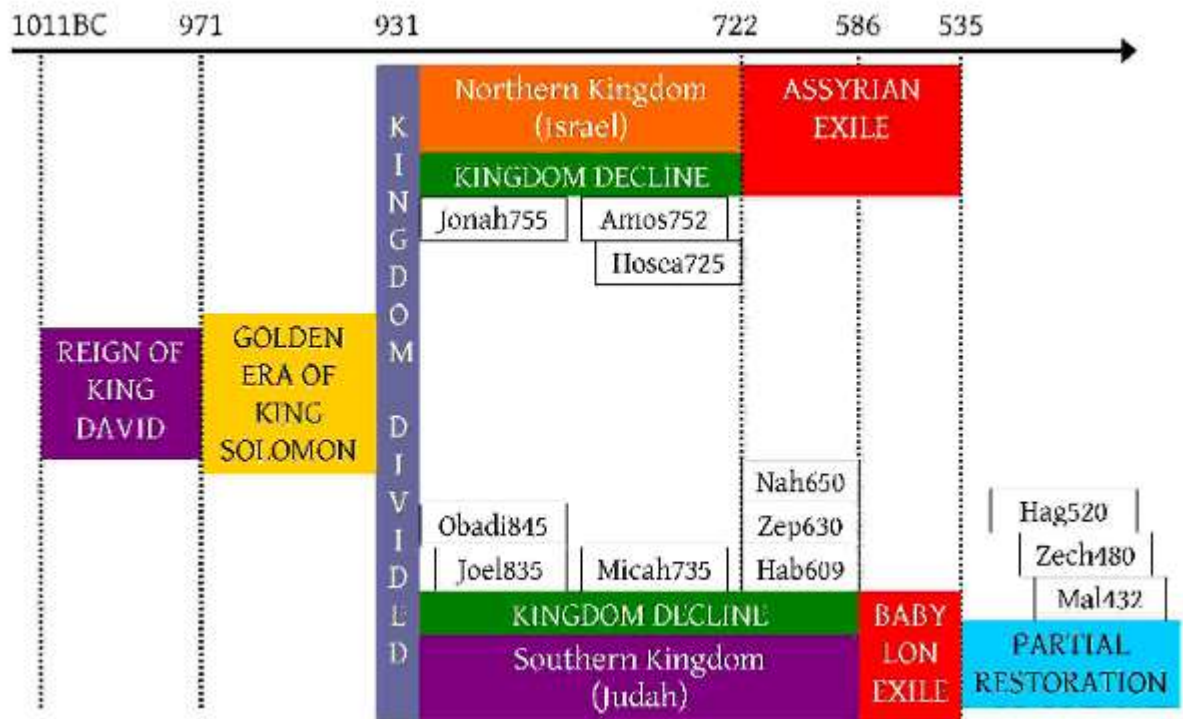 1011BC 971 931 722 586 535
Northern Kingdom
(Israel)
ASSYRIAN
EXILE
KINGDOM DECLINE
KINGDOM DIVIDED
Jonah755
Amos752
Hosea725
REIGN OF
KING
DAVID
GOLDEN
ERA OF
KING
SOLOMON
Nah650
Zep630
Hab609
Obadi845
Joel835
Micah735
Hag520
Zech480
Mal432
KINGDOM DECLINE
Southern Kingdom
(Judah)
BABY
LON
EXILE
PARTIAL
RESTORATION